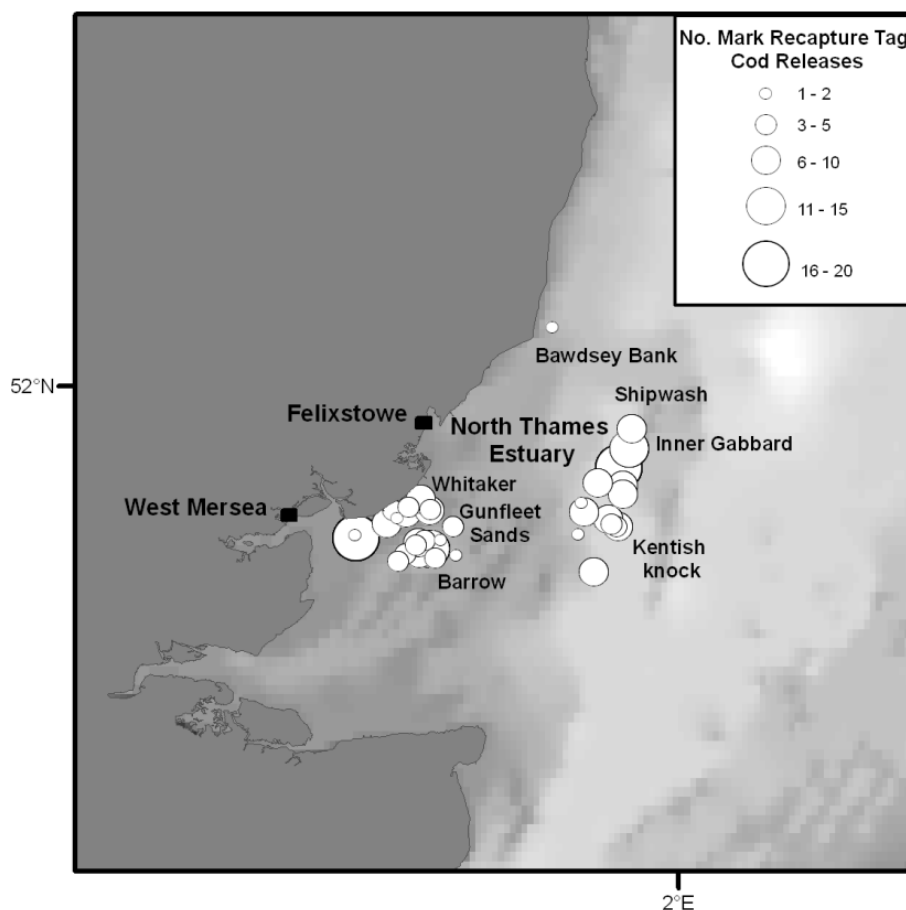 No. Mark Recapture Tag
Cod Releases
1 - 2
3 - 5
6 - 10
11 - 15
16 - 20
Bawdsey Bank
52°N
Shipwash
Felixstowe
North Thames
Estuary
Inner Gabbard
Whitaker
West Mersea
Gunfleet
Sands
Kentish
knock
Barrow
2°E